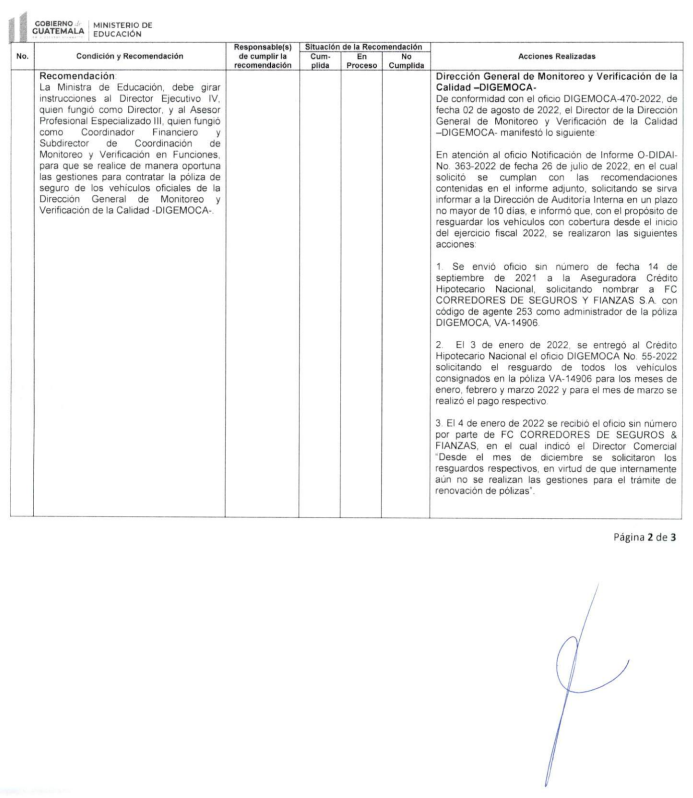 GOBIERNO de
GUATEMALA
MINISTERIO DE
EDUCACIÓN
No.
Condición y Recomendación
Responsable(s)
de cumplir la
recomendación
Situación de la Recomendación
Cum-
plida
En
Proceso
No
Cumplida
Acciones Realizadas
Recomendación:
La Ministra de Educación, debe girar
instrucciones al Director Ejecutivo IV,
quien fungió como Director, y al Asesor
Profesional Especializado III, quien fungió
como Coordinador Financiero y
Subdirector de Coordinación de
Monitoreo y Verificación en Funciones,
para que se realice de manera oportuna
las gestiones para contratar la póliza de
seguro de los vehículos oficiales de la
Dirección General de Monitoreo y
Verificación de la Calidad -DIGEMOCA-.
Dirección General de Monitoreo y Verificación de la
Calidad –DIGEMOCA-
De conformidad con el oficio DIGEMOCA-470-2022, de
fecha 02 de agosto de 2022, el Director de la Dirección
General de Monitoreo y Verificación de la Calidad
–DIGEMOCA- manifestó lo siguiente:
En atención al oficio Notificación de Informe O-DIDAI-
No. 363-2022 de fecha 26 de julio de 2022, en el cual
solicitó se cumplan con las recomendaciones
contenidas en el informe adjunto, solicitando se sirva
informar a la Dirección de Auditoría Interna en un plazo
no mayor de 10 días, e informó que, con el propósito de
resguardar los vehículos con cobertura desde el inicio
del ejercicio fiscal 2022, se realizaron las siguientes
acciones:
1. Se envió oficio sin número de fecha 14 de
septiembre de 2021 a la Aseguradora Crédito
Hipotecario Nacional, solicitando nombrar a FC
CORREDORES DE SEGUROS Y FIANZAS S.A. con
código de agente 253 como administrador de la póliza
DIGEMOCA, VA-14906.
2. El 3 de enero de 2022, se entregó al Crédito
Hipotecario Nacional el oficio DIGEMOCA No. 55-2022
solicitando el resguardo de todos los vehículos
consignados en la póliza VA-14906 para los meses de
enero, febrero y marzo 2022 y para el mes de marzo se
realizó el pago respectivo.
3. El 4 de enero de 2022 se recibió el oficio sin número
por parte de FC CORREDORES DE SEGUROS &
FIANZAS, en el cual indicó el Director Comercial
"Desde el mes de diciembre se solicitaron los
resguardos respectivos, en virtud de que internamente
aún no se realizan las gestiones para el trámite de
renovación de pólizas".
Página 2 de 3